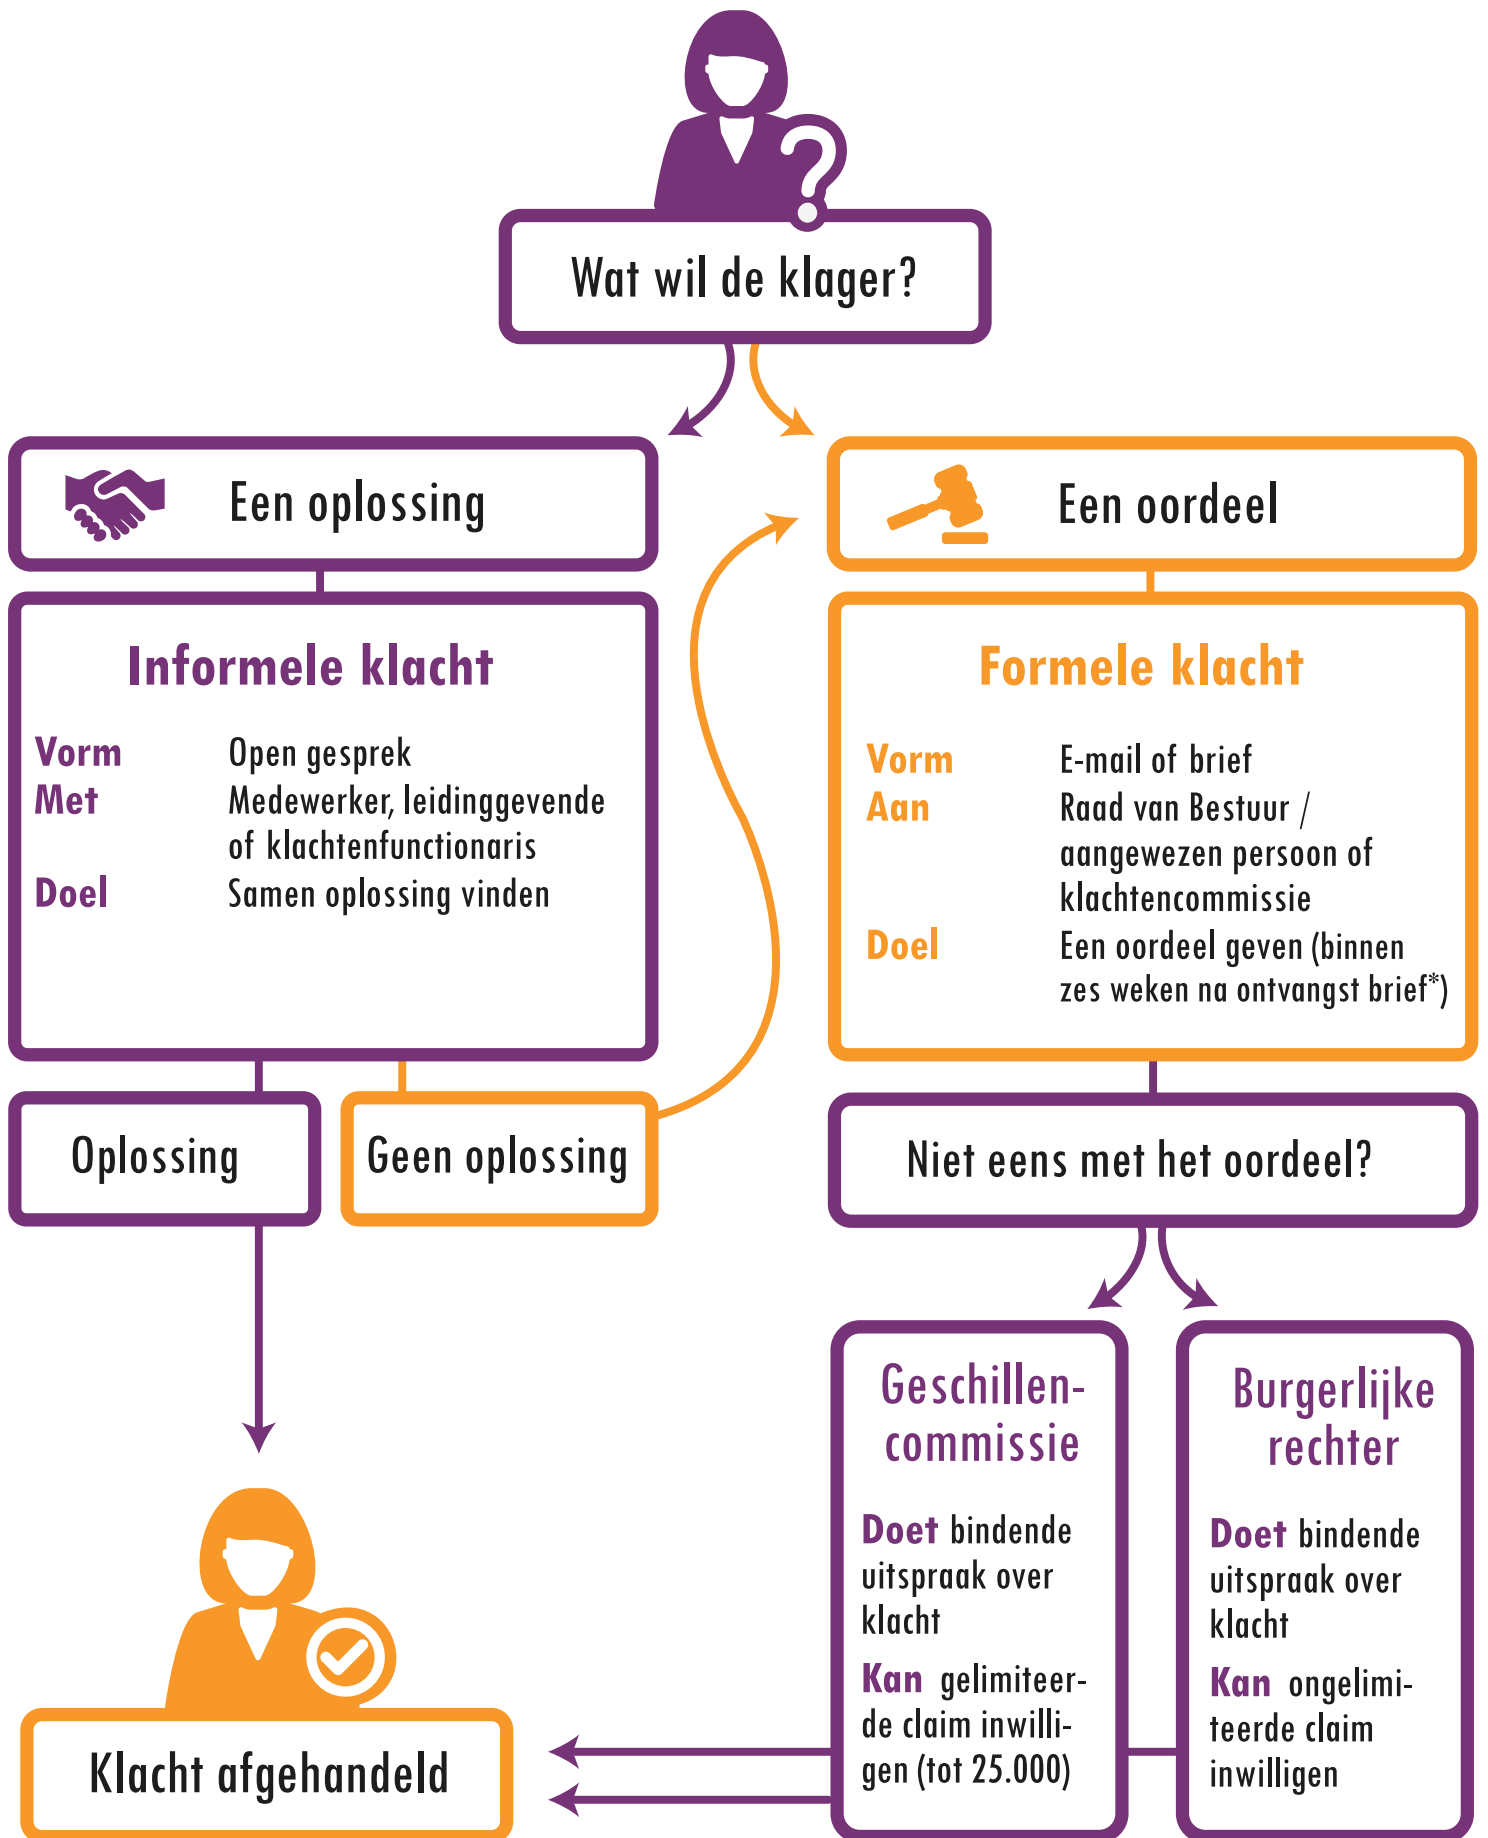 Wat wil de klager?
Een oplossing
Informele klacht
Vorm Open gesprek
Met Medewerker, leidinggevende
of klachtenfunctionaris
Doel Samen oplossing vinden
Oplossing
Geen oplossing
Een oordeel
Formele klacht
Vorm E-mail of brief
Aan Raad van Bestuur /
aangewezen persoon of
klachtencommissie
Doel Een oordeel geven (binnen
zes weken na ontvangst brief*)
Niet eens met het oordeel?
Geschillen-
commissie
Doet bindende
uitspraak over
klacht
Kan gelimiteer-
de claim inwilli-
gen (tot 25.000)
Burgerlijke
rechter
Doet bindende
uitspraak over
klacht
Kan ongelimi-
teerde claim
inwilligen
Klacht afgehandeld